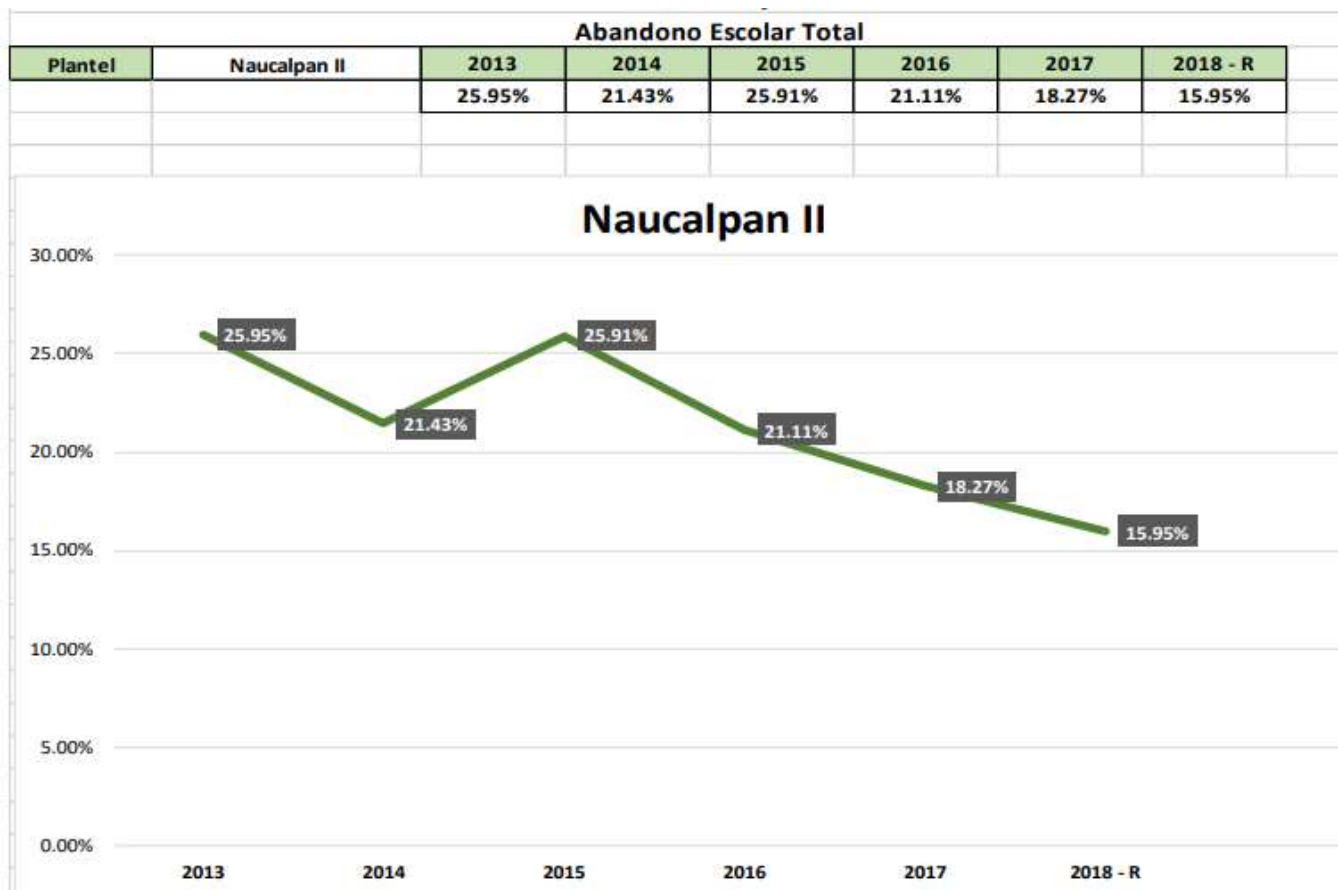 Abandono Escolar Total
Plantel Naucalpan II 2013 2014 2015 2016 2017 2018 - R
25.95% 21.43% 25.91% 21.11% 18.27% 15.95%
Naucalpan II
30.00%
25.95% 25.91%
25.00%
21.43% 21.11%
20.00%
18.27%
15.00% 15.95%
10.00%
5.00%
0.00%
2013 2014 2015 2016 2017 2018 - R